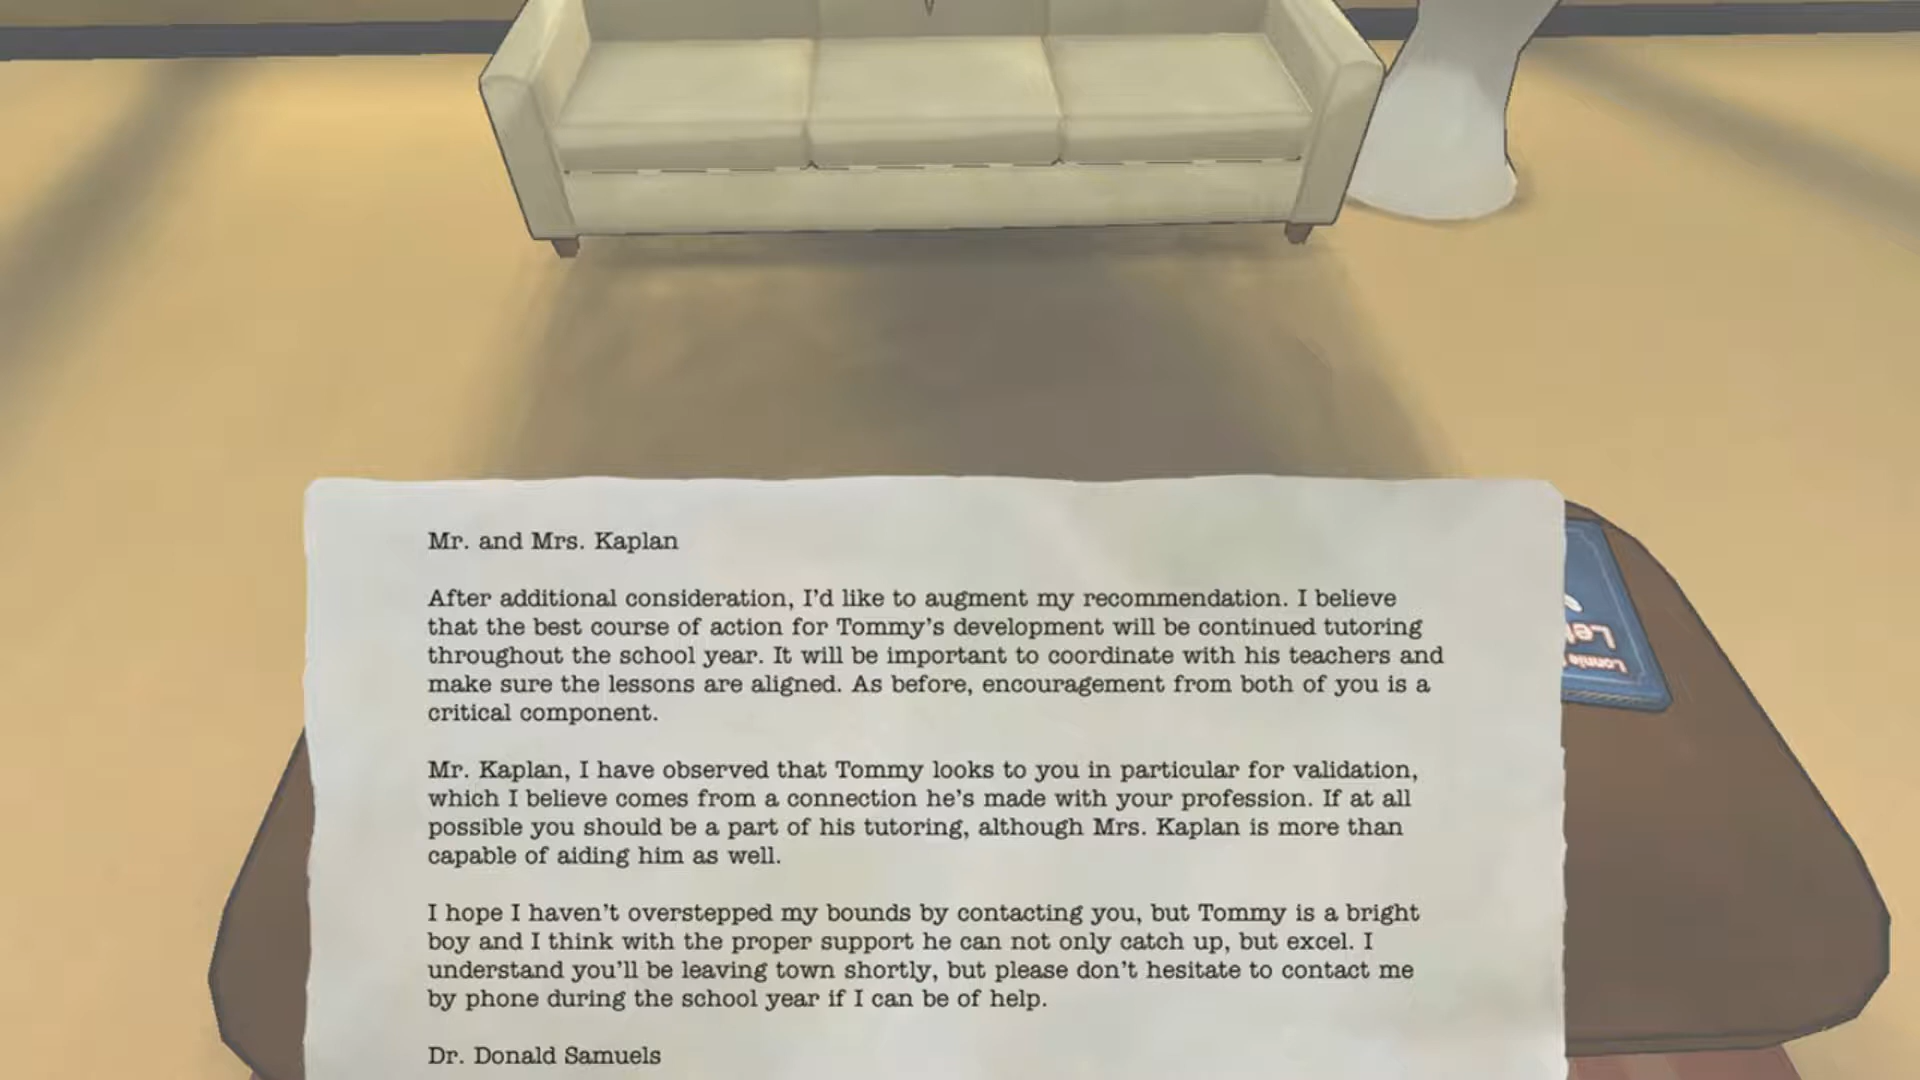 Mr. and Mrs. Kaplan
After additional consideration, I'd like to augment my recommendation. I believe
that the best course of action for Tommy's development will be continued tutoring
throughout the school year. It will be important to coordinate with his teachers and
make sure the lessons are aligned. As before, encouragement from both of you is a
critical component.
Mr. Kaplan, I have observed that Tommy looks to you in particular for validation,
which I believe comes from a connection he's made with your profession. If at all
possible you should be a part of his tutoring, although Mrs. Kaplan is more than
capable of aiding him as well.
I hope I haven't overstepped my bounds by contacting you, but Tommy is a bright
boy and I think with the proper support he can not only catch up, but excel. I
understand you'll be leaving town shortly, but please don't hesitate to contact me
by phone during the school year if I can be of help.
Dr. Donald Samuels
Lonnie